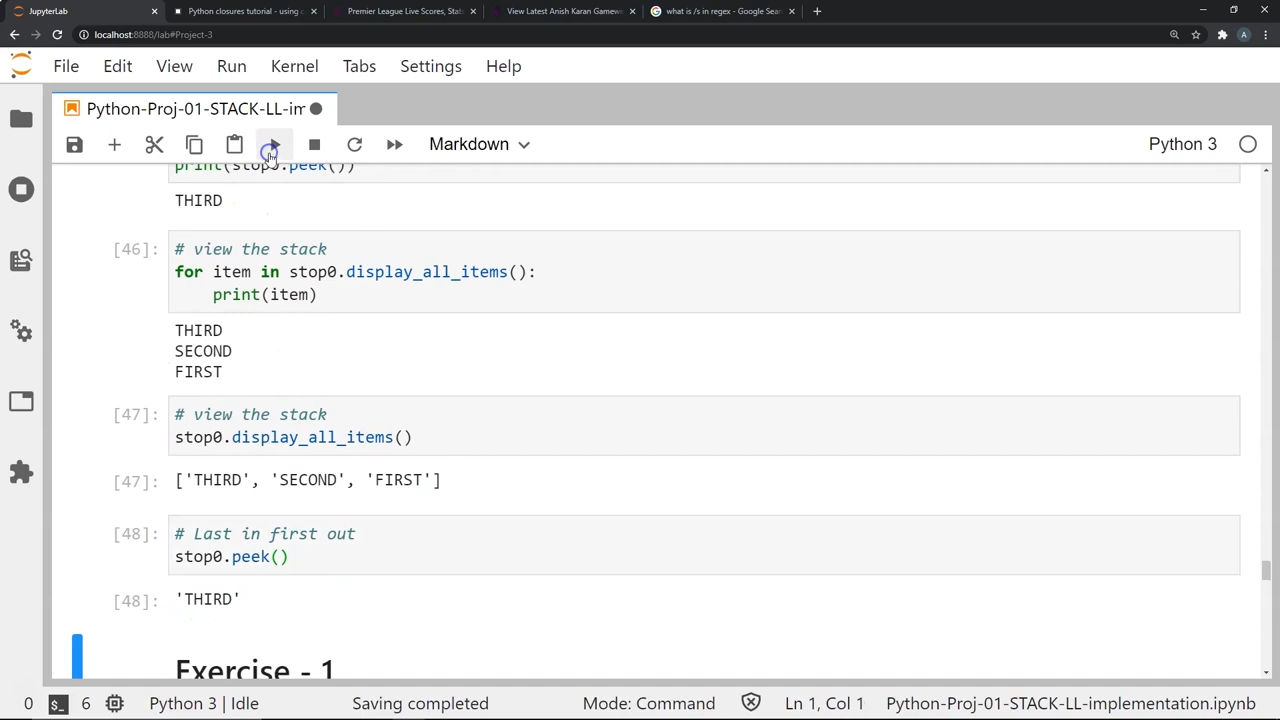 JupyterLab
Python closures tutorial - using c
Premier League Live Scores, Stat
View Latest Anish Karan Gamewe
what is /s in regex - Google Sear
localhost:8888/lab#Project-3
A
File Edit View Run Kernel Tabs Settings Help
Python-Proj-01-STACK-LL-im
Markdown
Python 3
print(stop0.peek())
THIRD
[46]:
# view the stack
for item in stop0.display_all_items():
print(item)
THIRD
SECOND
FIRST
[47]:
# view the stack
stop0.display_all_items()
[47]:
['THIRD', 'SECOND', 'FIRST']
[48]:
# Last in first out
stop0.peek()
[48]:
'THIRD'
Exercise - 1
0 $_ 6 Python 3 | Idle Saving completed Mode: Command Ln 1, Col 1 Python-Proj-01-STACK-LL-implementation.ipynb